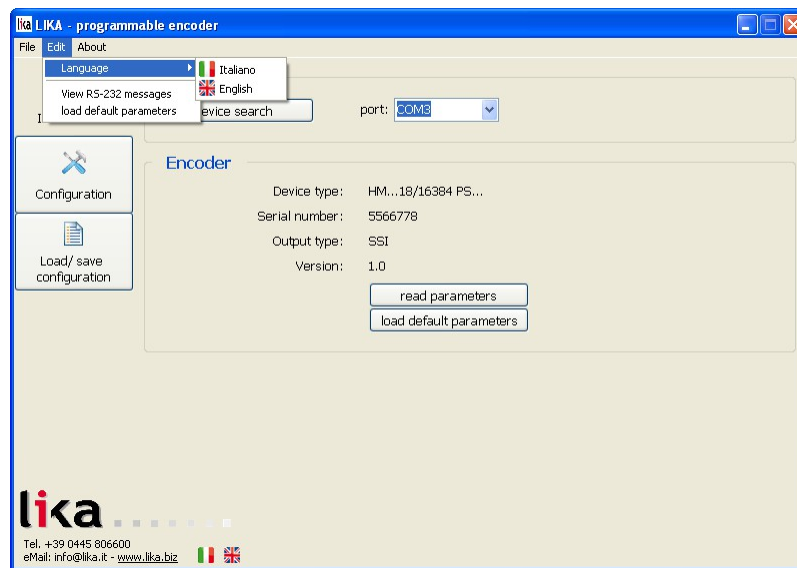 lika LIKA - programmable encoder
File Edit About
Language
Italiano
English
View RS-232 messages
load default parameters
I
evice search
port: COM3
Configuration
Load/ save
configuration
Encoder
Device type: HM...18/16384 PS...
Serial number: 5566778
Output type: SSI
Version: 1.0
read parameters
load default parameters
lika
Tel. +39 0445 806600
eMail: info@lika.it - www.lika.biz